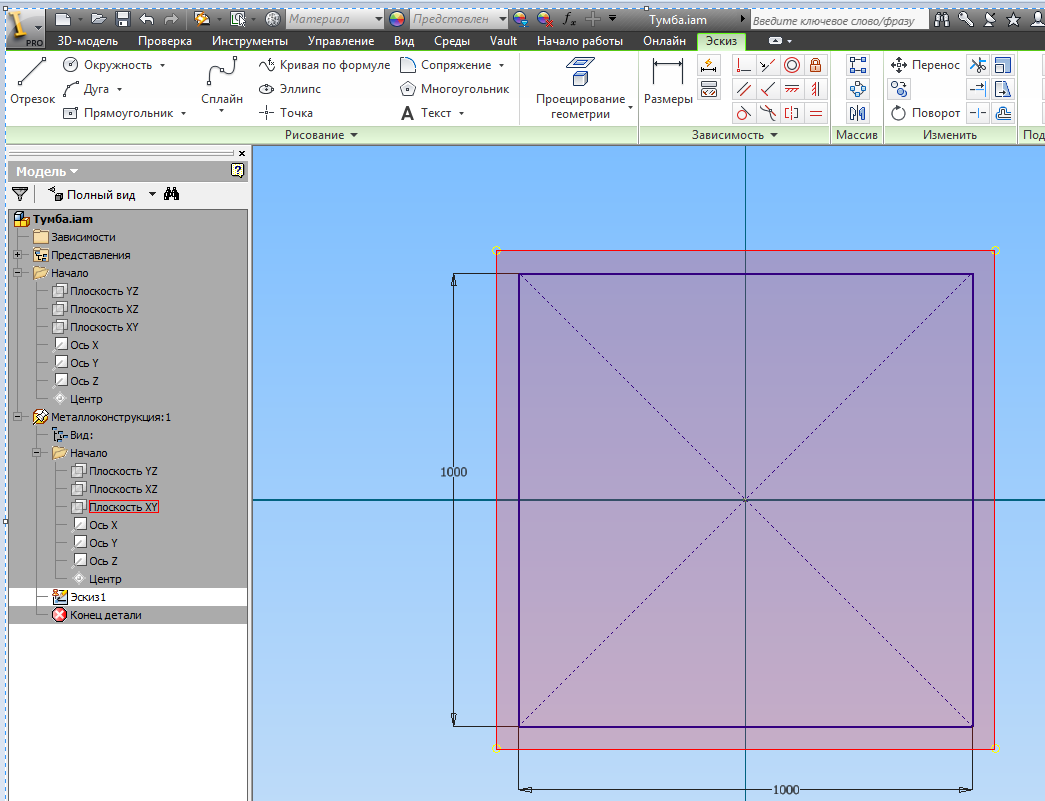 Материал
Представлен
fx
Тумба.iam
Введите ключевое слово/фразу
PRO
3D-модель Проверка Инструменты Управление Вид Среды Vault Начало работы Онлайн Эскиз
Отрезок
Окружность
Дуга
Прямоугольник
Сплайн
Кривая по формуле
Эллипс
Точка
Сопряжение
Многоугольник
A Текст
Проецирование
геометрии
Размеры
Перенос
Поворот
Рисование
Зависимость
Массив
Изменить
Под
Модель
Полный вид
Тумба.iam
Зависимости
Представления
Начало
Плоскость YZ
Плоскость XZ
Плоскость XY
Ось X
Ось Y
Ось Z
Центр
Металлоконструкция:1
Вид:
Начало
Плоскость YZ
Плоскость XZ
Плоскость XY
Ось X
Ось Y
Ось Z
Центр
Эскиз1
Конец детали
1000
1000